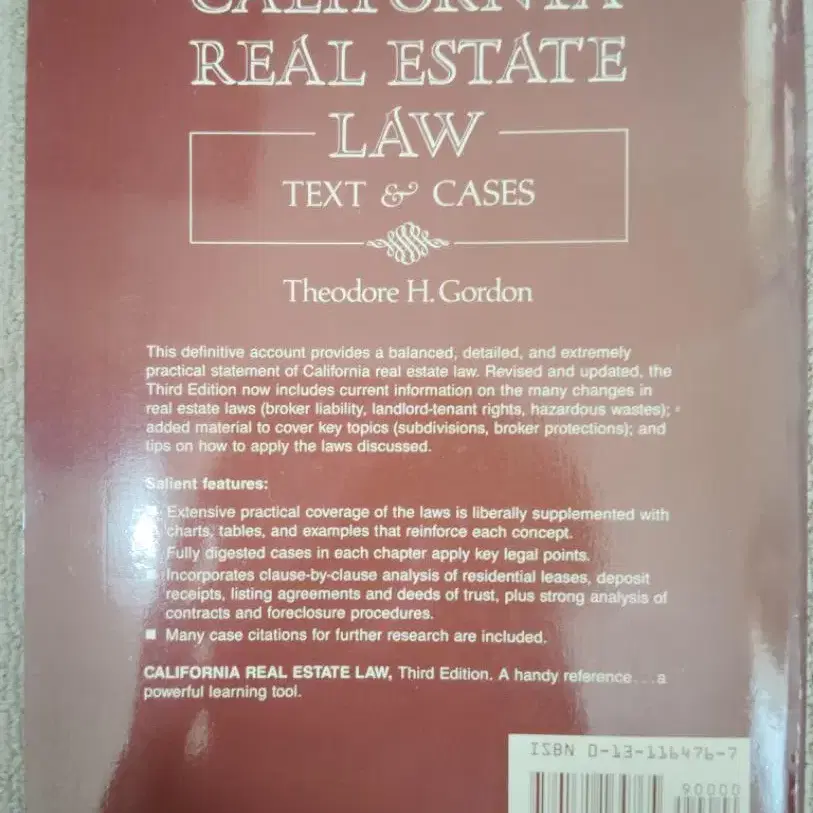 CALIFORNIA
REAL ESTATE
LAW
TEXT & CASES
Theodore H. Gordon
This definitive account provides a balanced, detailed, and extremely
practical statement of California real estate law. Revised and updated, the
Third Edition now includes current information on the many changes in
real estate laws (broker liability, landlord-tenant rights, hazardous wastes);
added material to cover key topics (subdivisions, broker protections); and
tips on how to apply the laws discussed.
Salient features:
■ Extensive practical coverage of the laws is liberally supplemented with
charts, tables, and examples that reinforce each concept.
■ Fully digested cases in each chapter apply key legal points.
■ Incorporates clause-by-clause analysis of residential leases, deposit
receipts, listing agreements and deeds of trust, plus strong analysis of
contracts and foreclosure procedures.
■ Many case citations for further research are included.
CALIFORNIA REAL ESTATE LAW, Third Edition. A handy reference...a
powerful learning tool.
ISBN 0-13-116476-7
90000